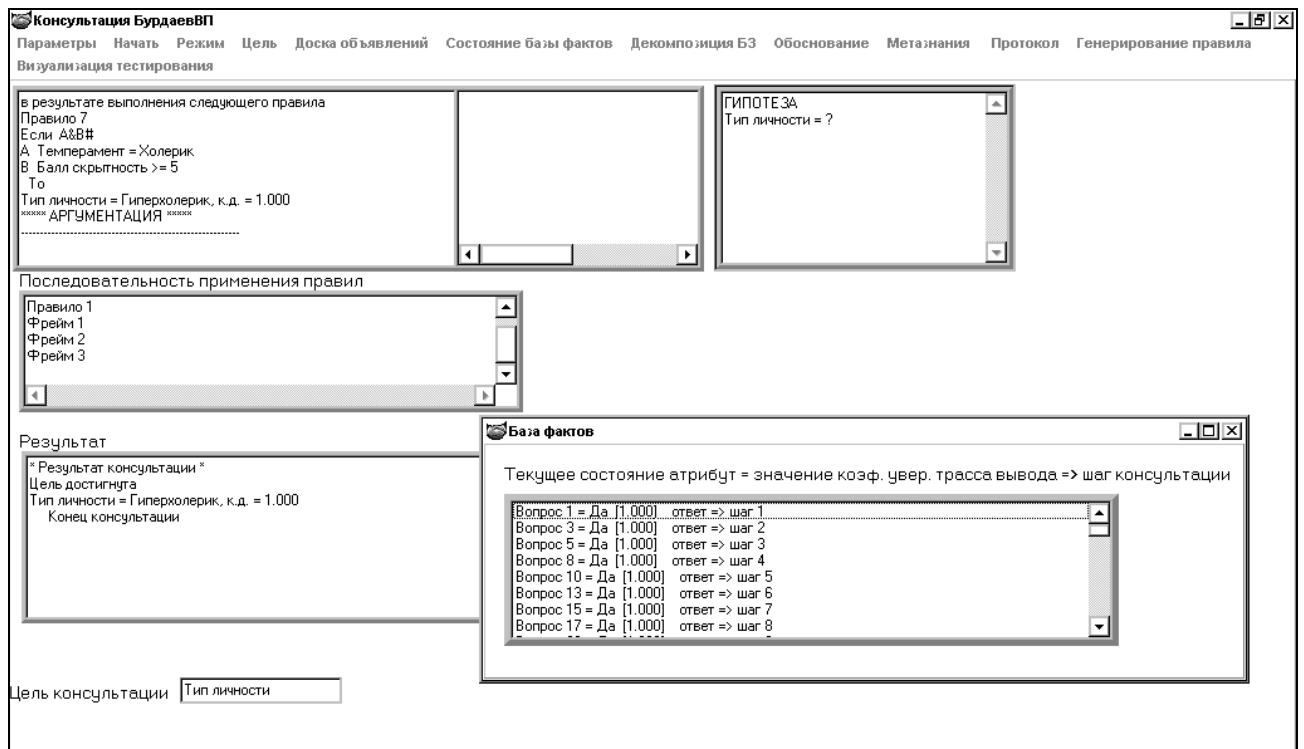 Консультация БурдаевВП
Параметры Начать Режим Цель Доска объявлений Состояние базы фактов Декомпозиция БЗ Обоснование Метазнания Протокол Генерирование правила
Визуализация тестирования
в результате выполнения следующего правила
Правило 7
Если A&B#
A Темперамент = Холерик
B Балл скрытность >= 5
То
Тип личности = Гиперхолерик, к.д. = 1.000
***** АРГУМЕНТАЦИЯ *****
------------------------------------------------------------
ГИПОТЕЗА
Тип личности = ?
Последовательность применения правил
Правило 1
Фрейм 1
Фрейм 2
Фрейм 3
Результат
* Результат консультации *
Цель достигнута
Тип личности = Гиперхолерик, к.д. = 1.000
Конец консультации
База фактов
Текущее состояние атрибут = значение коэф. увер. трасса вывода => шаг консультации
Вопрос 1 = Да [1.000] ответ => шаг 1
Вопрос 3 = Да [1.000] ответ => шаг 2
Вопрос 5 = Да [1.000] ответ => шаг 3
Вопрос 8 = Да [1.000] ответ => шаг 4
Вопрос 10 = Да [1.000] ответ => шаг 5
Вопрос 13 = Да [1.000] ответ => шаг 6
Вопрос 15 = Да [1.000] ответ => шаг 7
Вопрос 17 = Да [1.000] ответ => шаг 8
Цель консультации Тип личности